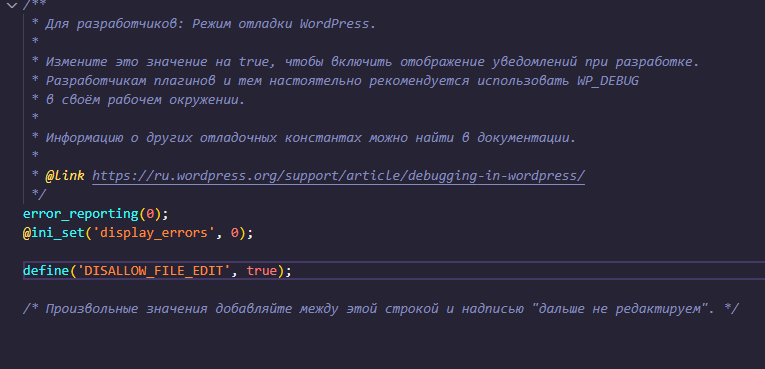 /**
 * Для разработчиков: Режим отладки WordPress.
 *
 * Измените это значение на true, чтобы включить отображение уведомлений при разработке.
 * Разработчикам плагинов и тем настоятельно рекомендуется использовать WP_DEBUG
 * в своём рабочем окружении.
 *
 * Информацию о других отладочных константах можно найти в документации.
 *
 * @link https://ru.wordpress.org/support/article/debugging-in-wordpress/
 */
error_reporting(0);
@ini_set('display_errors', 0);
define('DISALLOW_FILE_EDIT', true);
/* Произвольные значения добавляйте между этой строкой и надписью "дальше не редактируем". */